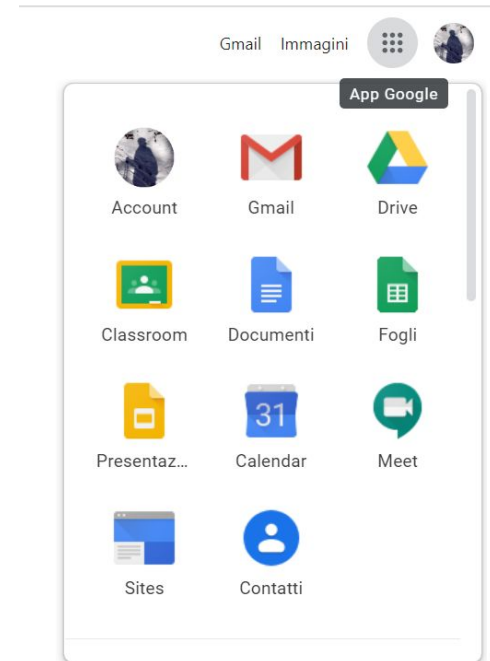 Gmail Immagini
App Google
Account Gmail Drive
Classroom Documenti Fogli
31
Presentaz... Calendar Meet
Sites Contatti